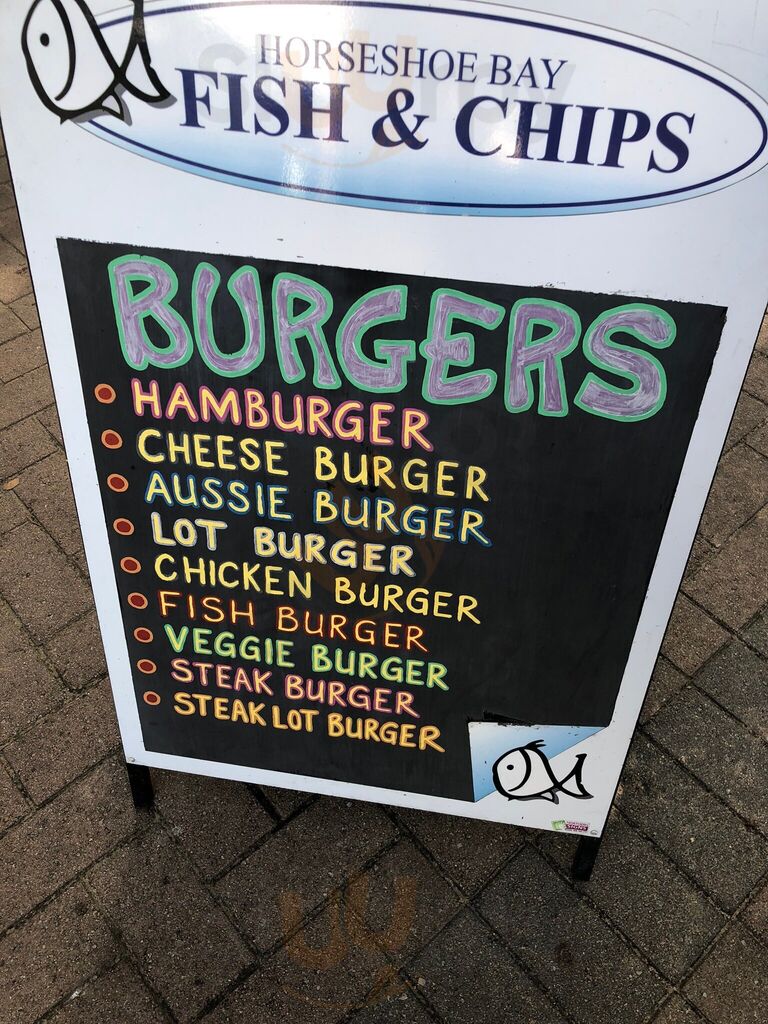 HORSESHOE BAY
FISH & CHIPS
BURGERS
HAMBURGER
CHEESE BURGER
AUSSIE BURGER
LOT BURGER
CHICKEN BURGER
FISH BURGER
VEGGIE BURGER
STEAK BURGER
STEAK LOT BURGER